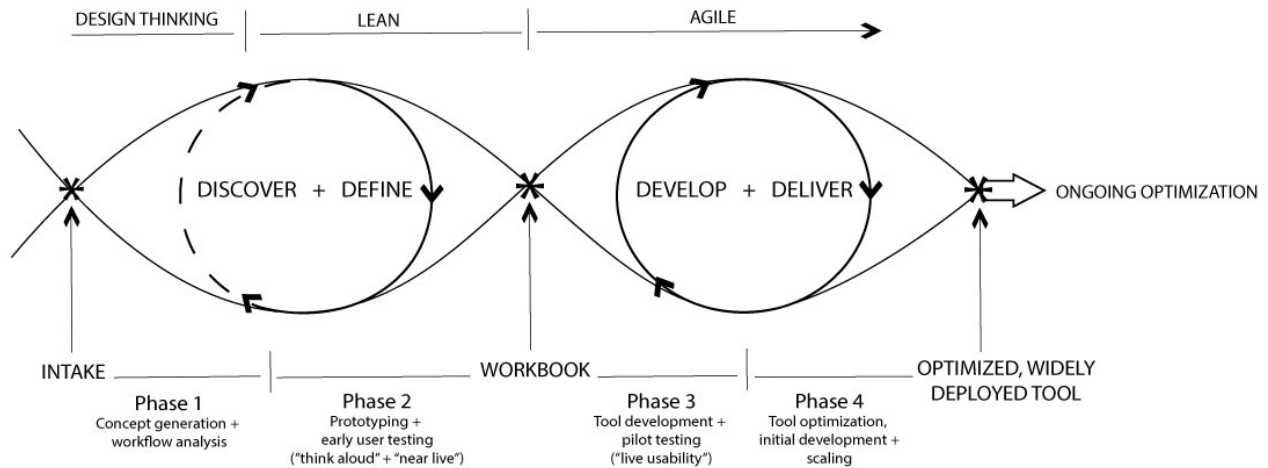 DESIGN THINKING
LEAN
AGILE
DISCOVER + DEFINE
DEVELOP + DELIVER
ONGOING OPTIMIZATION
INTAKE
WORKBOOK
OPTIMIZED, WIDELY
DEPLOYED TOOL
Phase 1
Concept generation +
workflow analysis
Phase 2
Prototyping +
early user testing
("think aloud" + "near live")
Phase 3
Tool development +
pilot testing
("live usability")
Phase 4
Tool optimization,
initial development +
scaling